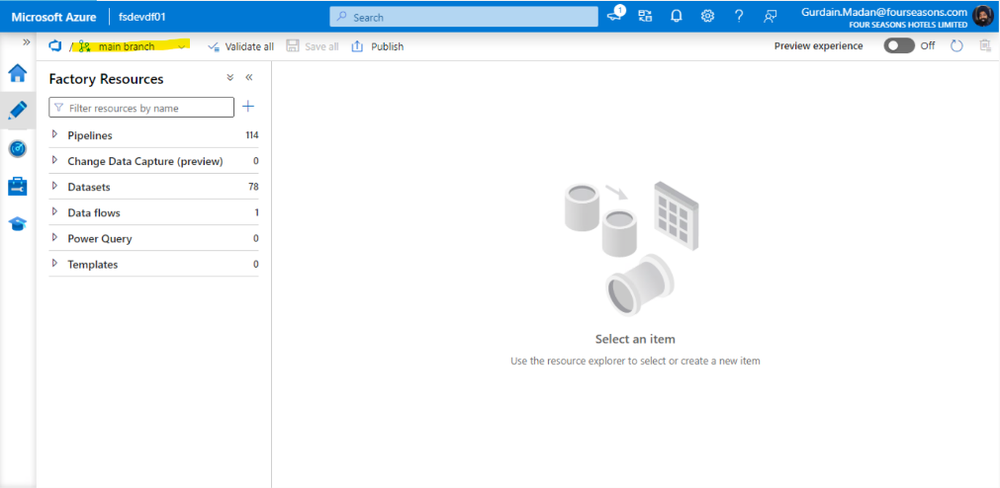 Microsoft Azure fsdevdf01 Search 1 Gurdain.Madan@fourseasons.com
FOUR SEASONS HOTELS LIMITED
/ main branch Validate all Save all Publish Preview experience Off
Factory Resources
Filter resources by name
Pipelines 114
Change Data Capture (preview) 0
Datasets 78
Data flows 1
Power Query 0
Templates 0
Select an item
Use the resource explorer to select or create a new item